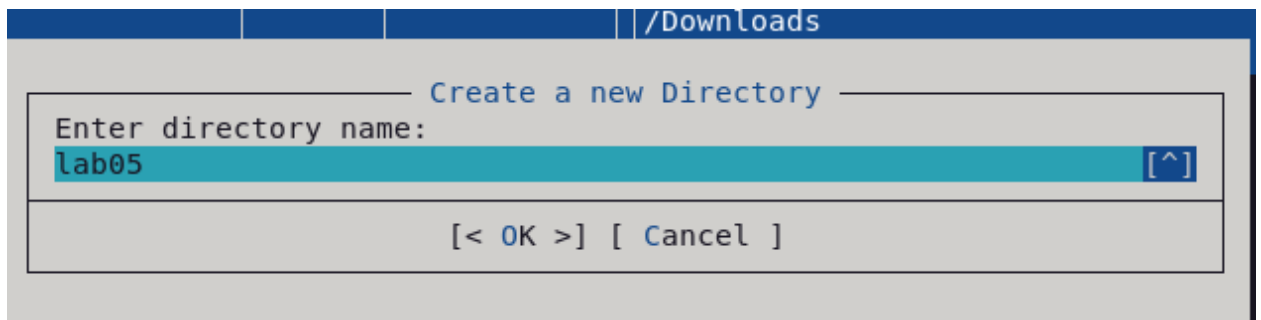 /Downloads
Create a new Directory
Enter directory name:
lab05 [^]
[< OK >] [ Cancel ]